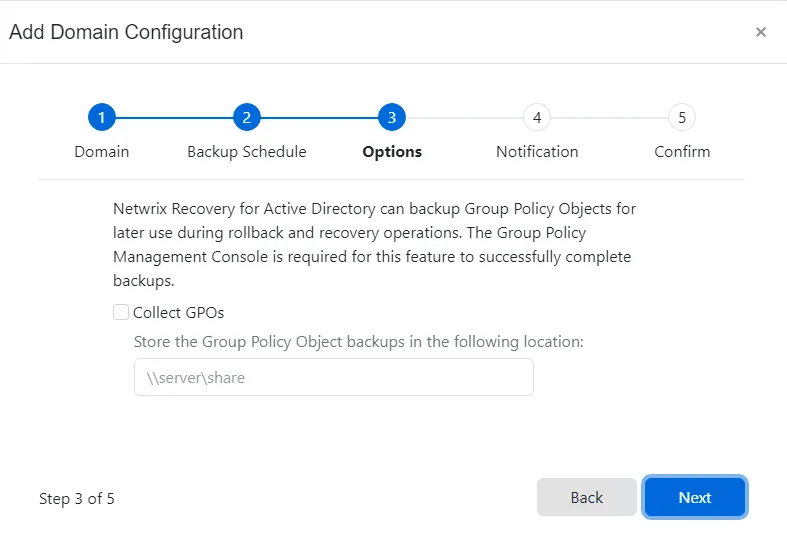 Add Domain Configuration ×
1 2 3 4 5
Domain Backup Schedule Options Notification Confirm
Netwrix Recovery for Active Directory can backup Group Policy Objects for
later use during rollback and recovery operations. The Group Policy
Management Console is required for this feature to successfully complete
backups.
Collect GPOs
Store the Group Policy Object backups in the following location:
\\server\share
Step 3 of 5 Back Next